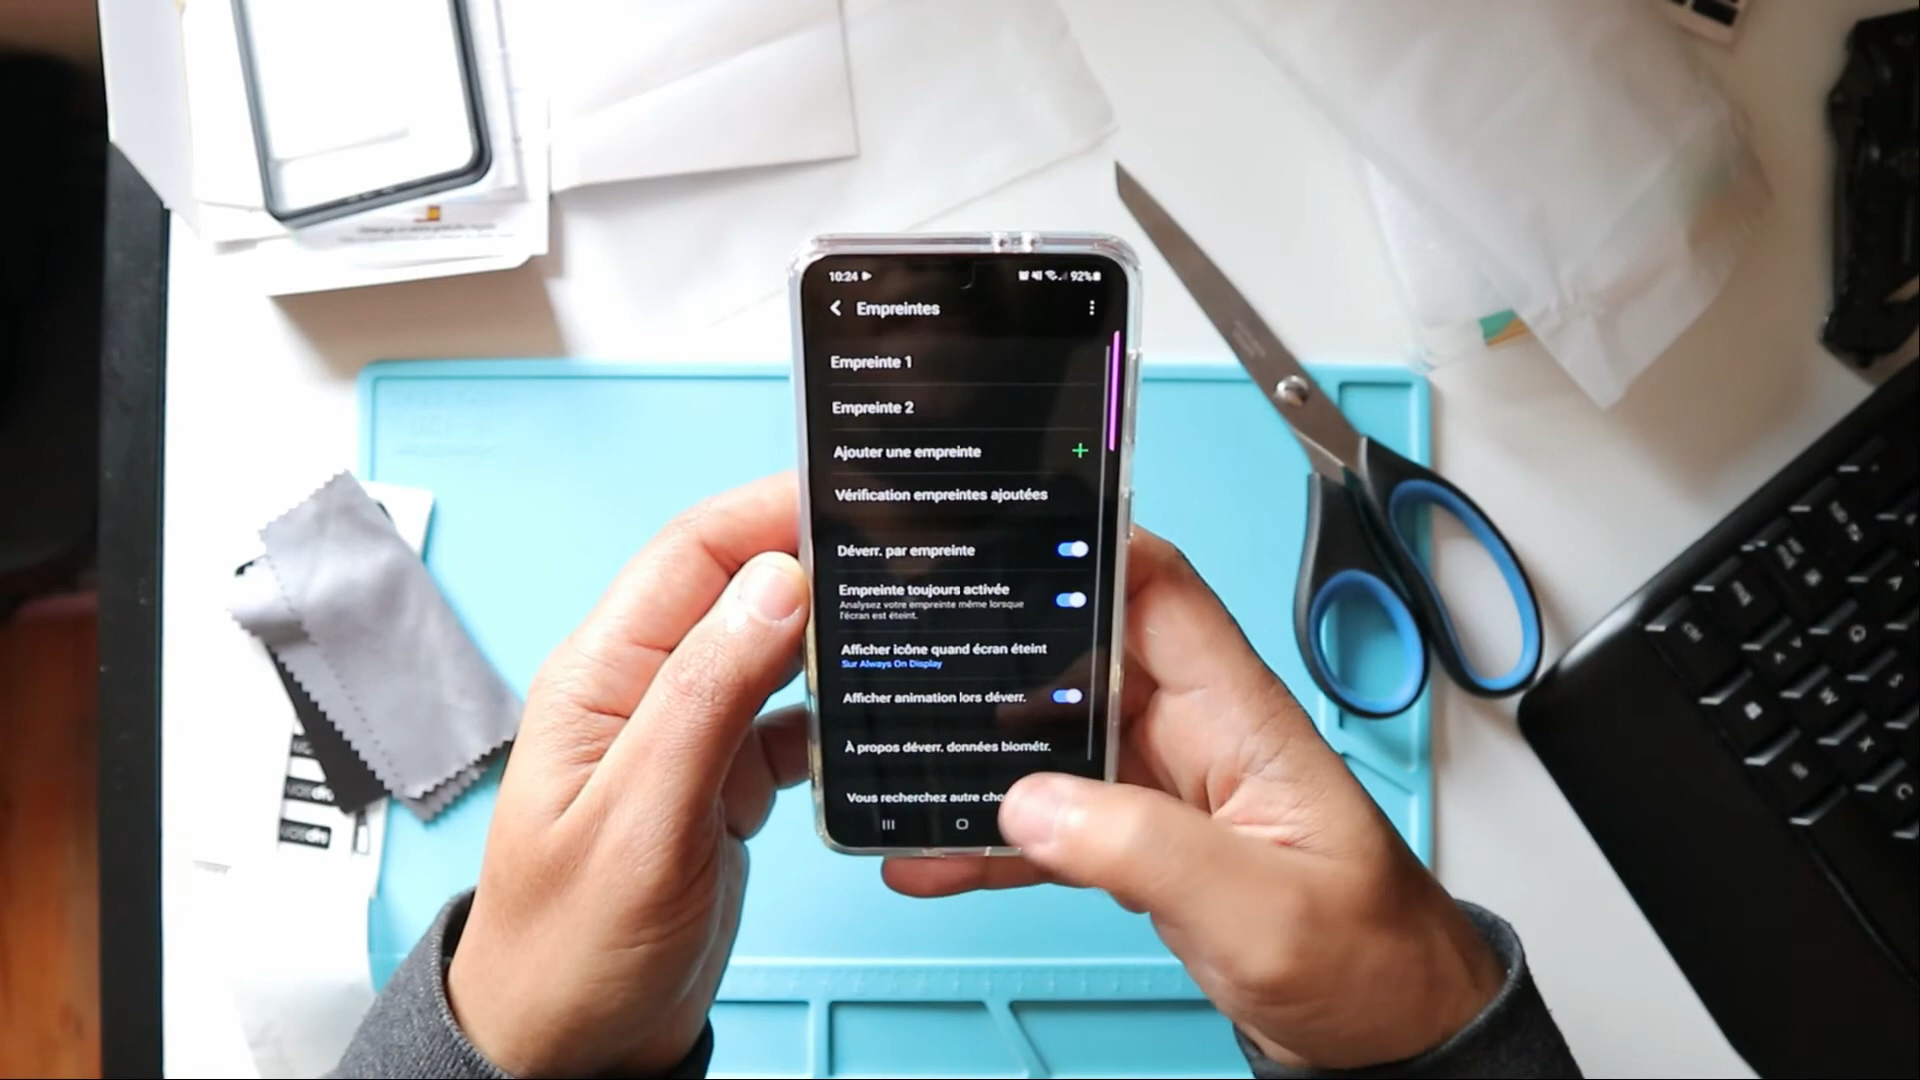 10:24
92%
Empreintes
Empreinte 1
Empreinte 2
Ajouter une empreinte
Vérification empreintes ajoutées
Déverr. par empreinte
Empreinte toujours activée
Analysez votre empreinte même lorsque
l'écran est éteint.
Afficher icône quand écran éteint
Sur Always On Display
Afficher animation lors déverr.
À propos déverr. données biométr.
Vous recherchez autre